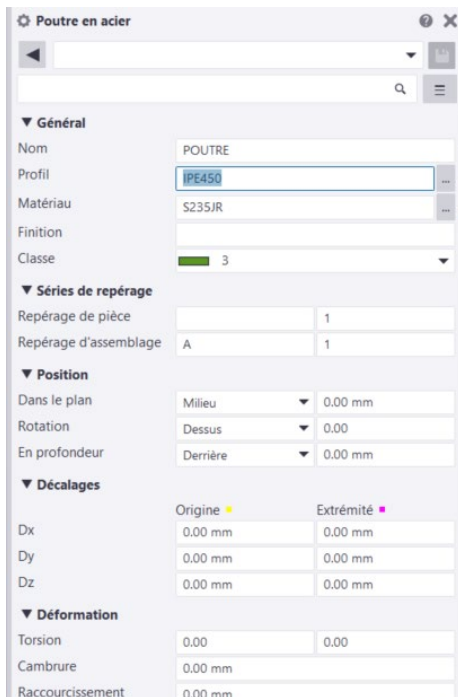 Poutre en acier
▼ Général
Nom POUTRE
Profil IPE450 ...
Matériau S235JR ...
Finition
Classe 3
▼ Séries de repérage
Repérage de pièce 1
Repérage d'assemblage A 1
▼ Position
Dans le plan Milieu 0.00 mm
Rotation Dessus 0.00
En profondeur Derrière 0.00 mm
▼ Décalages
Origine Extrémité
Dx 0.00 mm 0.00 mm
Dy 0.00 mm 0.00 mm
Dz 0.00 mm 0.00 mm
▼ Déformation
Torsion 0.00 0.00
Cambrure 0.00 mm
Raccourcissement 0.00 mm